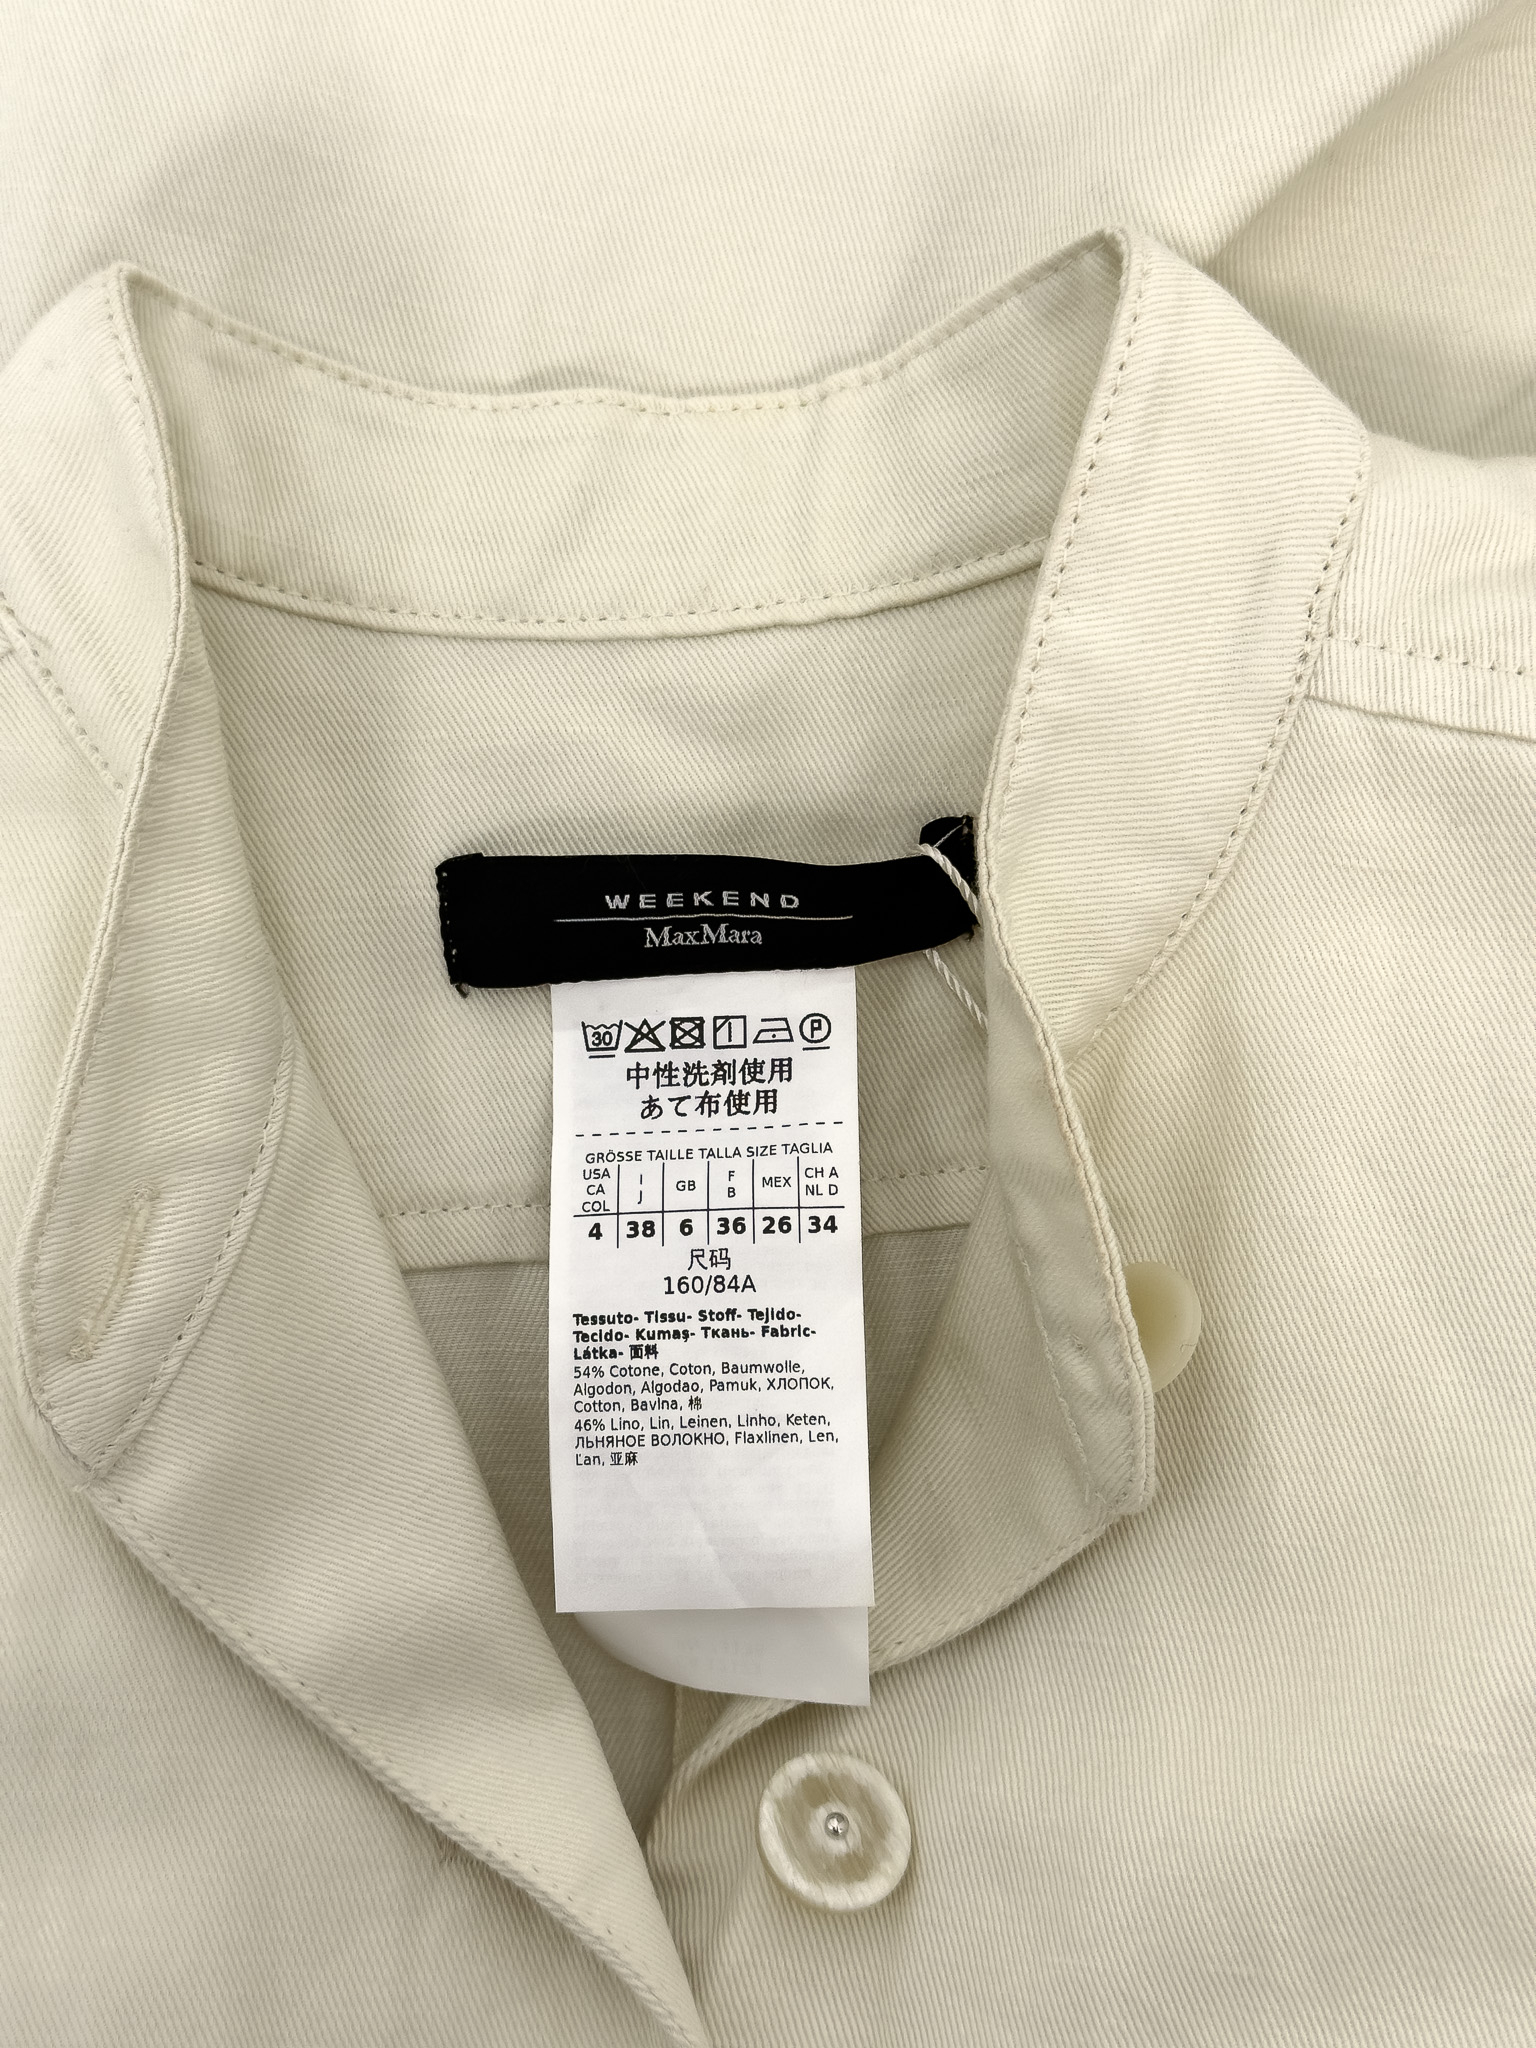 WEEKEND
MaxMara
30 P
中性洗剤使用
あて布使用
GRÖSSE TAILLE TALLA SIZE TAGLIA
USA CA COL | I J | GB | F B | MEX | CH A NL D
4 | 38 | 6 | 36 | 26 | 34
尺码
160/84A
Tessuto- Tissu- Stoff- Tejido-
Tecido- Kumaş- Ткань- Fabric-
Látka- 面料
54% Cotone, Coton, Baumwolle,
Algodon, Algodao, Pamuk, ХЛОПОК,
Cotton, Bavlna, 棉
46% Lino, Lin, Leinen, Linho, Keten,
ЛЬНЯНОЕ ВОЛОКНО, Flaxlinen, Len,
Ľan, 亚麻